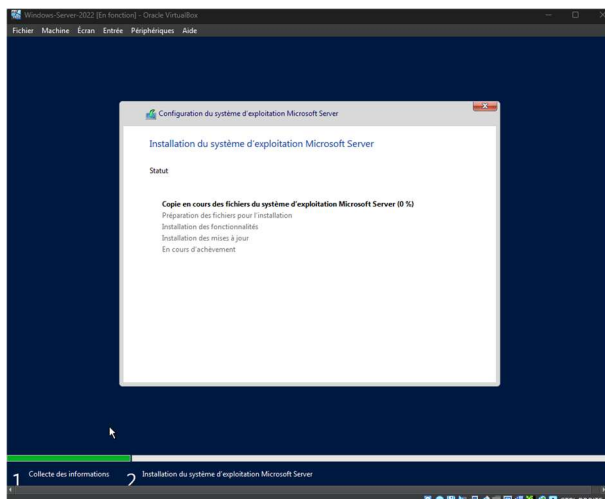 Windows-Server-2022 [En fonction] - Oracle VirtualBox
Fichier Machine Écran Entrée Périphériques Aide
Configuration du système d'exploitation Microsoft Server
Installation du système d'exploitation Microsoft Server
Statut
Copie en cours des fichiers du système d'exploitation Microsoft Server (0 %)
Préparation des fichiers pour l'installation
Installation des fonctionnalités
Installation des mises à jour
En cours d'achèvement
1 Collecte des informations 2 Installation du système d'exploitation Microsoft Server